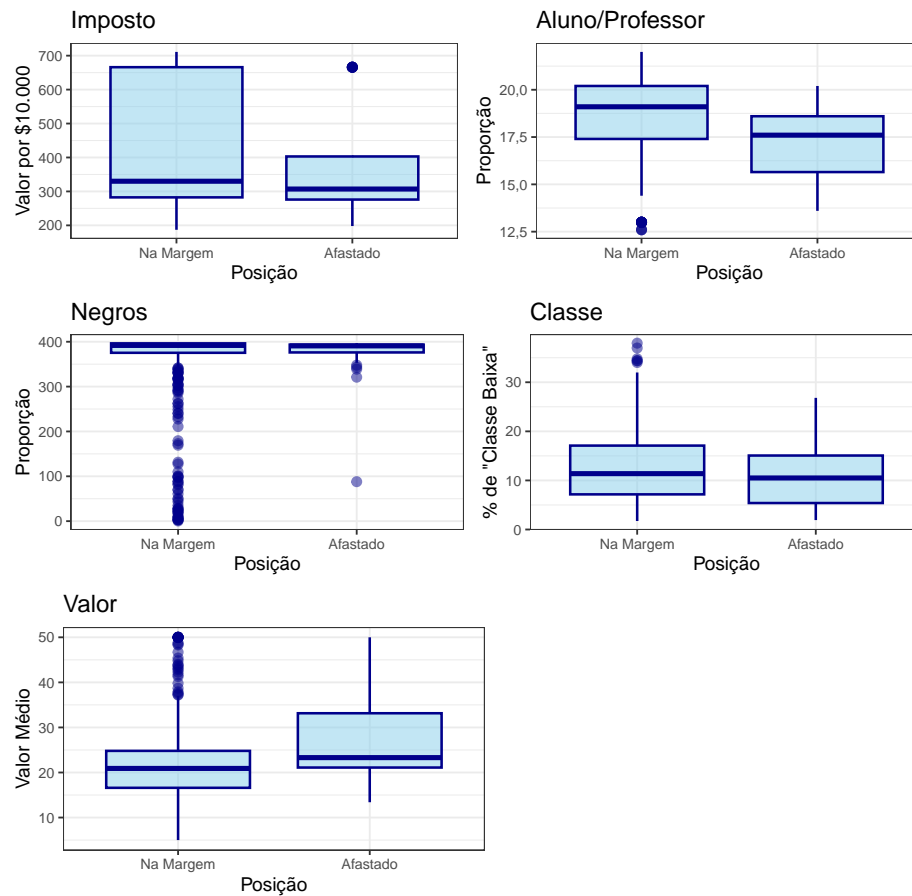 Imposto
Valor por $10.000
700
600
500
400
300
200
Na Margem
Afastado
Posição
Aluno/Professor
Proporção
20,0
17,5
15,0
12,5
Na Margem
Afastado
Posição
Negros
Proporção
400
300
200
100
0
Na Margem
Afastado
Posição
Classe
% de "Classe Baixa"
30
20
10
0
Na Margem
Afastado
Posição
Valor
Valor Médio
50
40
30
20
10
Na Margem
Afastado
Posição